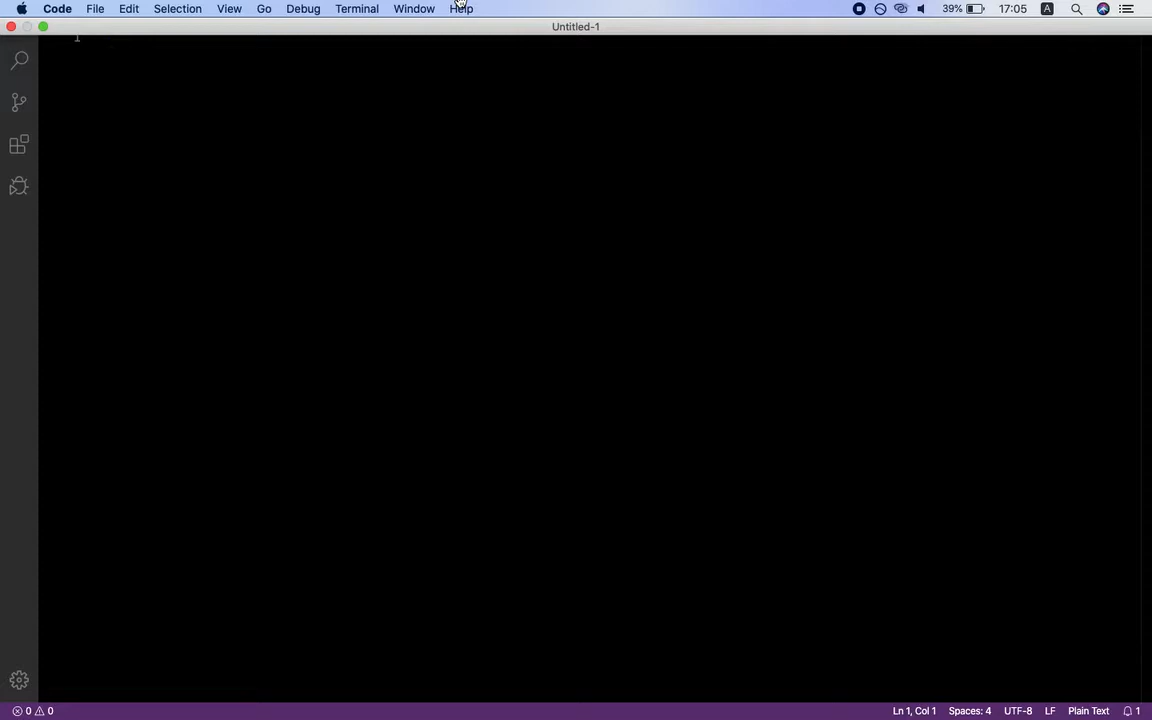 Code File Edit Selection View Go Debug Terminal Window Help 39% 17:05 A
Untitled-1
1
0 0 Ln 1, Col 1 Spaces: 4 UTF-8 LF Plain Text 1